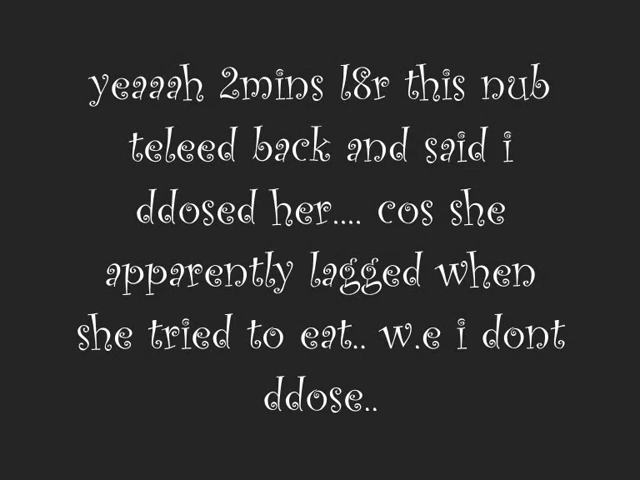 yeaaah 2mins l8r this nub
teleed back and said i
ddosed her.... cos she
apparently lagged when
she tried to eat.. w.e i dont
ddose..